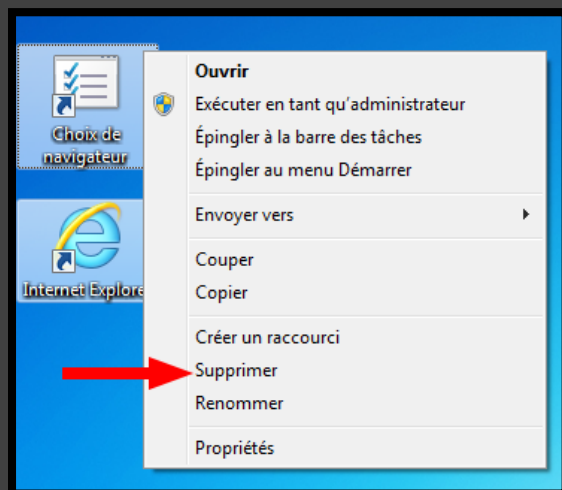 Choix de
navigateur
Internet Explore
Ouvrir
Exécuter en tant qu'administrateur
Épingler à la barre des tâches
Épingler au menu Démarrer
Envoyer vers
Couper
Copier
Créer un raccourci
Supprimer
Renommer
Propriétés